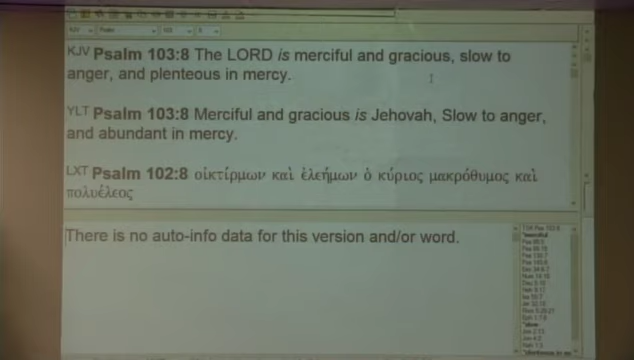 KJV Psalm 103:8 The LORD is merciful and gracious, slow to
anger, and plenteous in mercy.
YLT Psalm 103:8 Merciful and gracious is Jehovah, Slow to anger,
and abundant in mercy.
LXT Psalm 102:8 οἰκτίρμων καὶ ἐλεήμων ὁ κύριος μακρόθυμος καὶ
πολυέλεος
There is no auto-info data for this version and/or word.